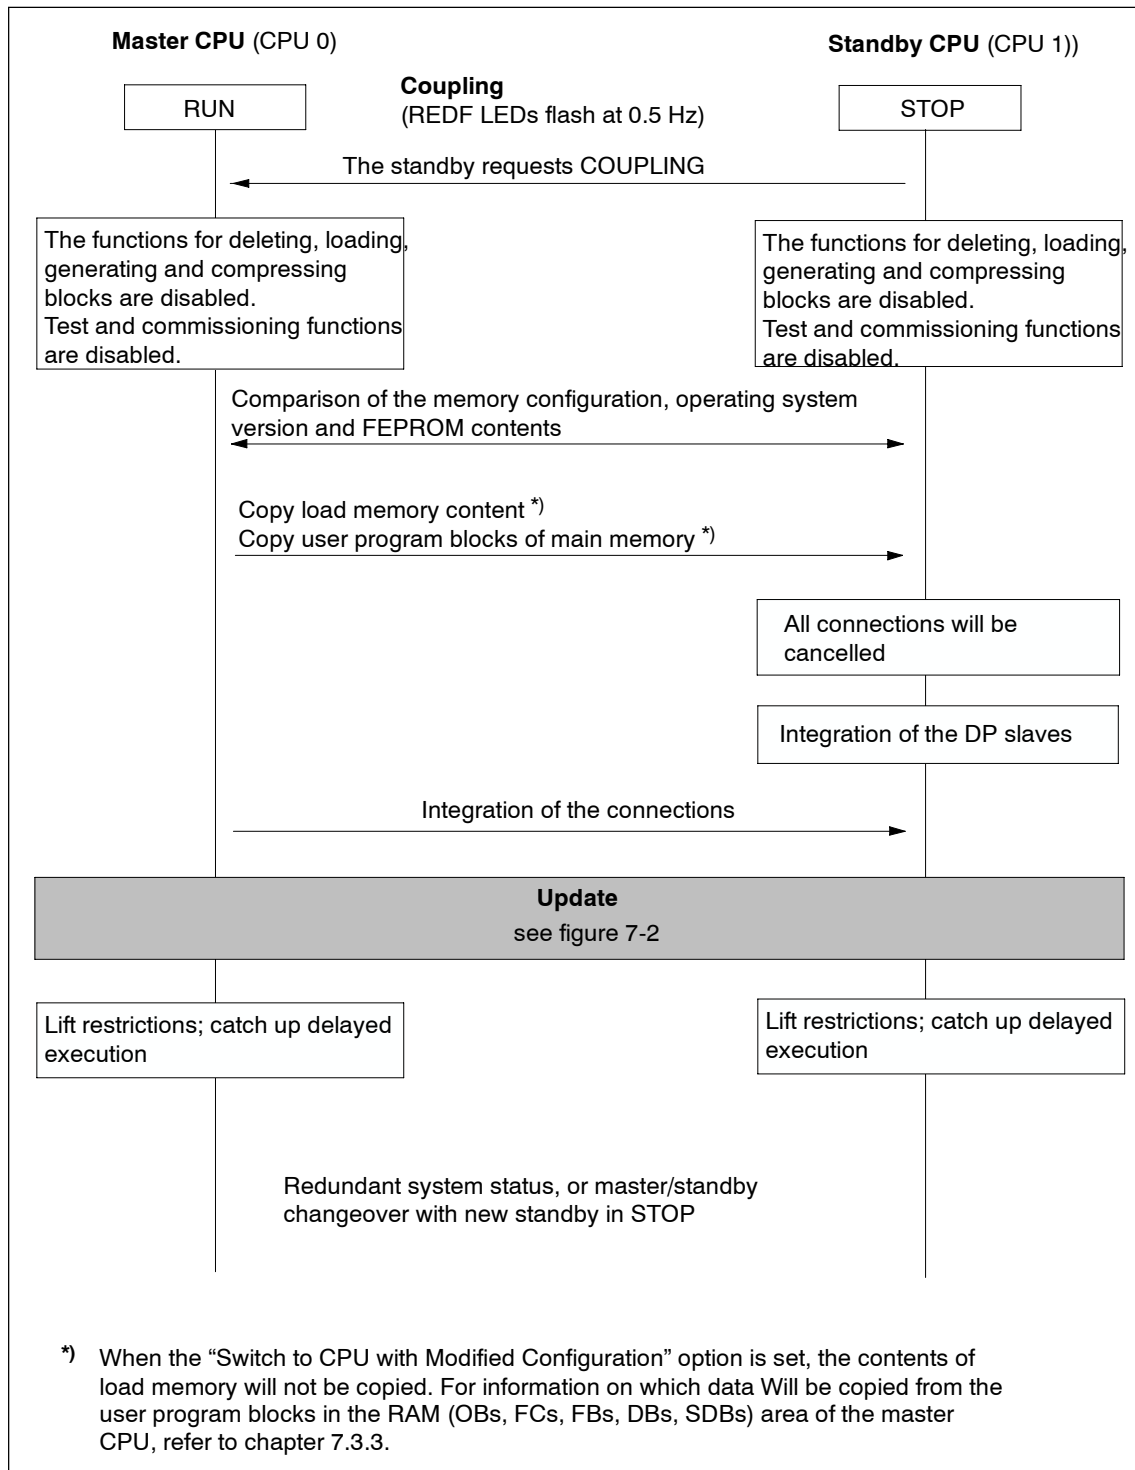 Master CPU (CPU 0)
Standby CPU (CPU 1))
Coupling
(REDF LEDs flash at 0.5 Hz)
RUN
STOP
The standby requests COUPLING
The functions for deleting, loading,
generating and compressing
blocks are disabled.
Test and commissioning functions
are disabled.
The functions for deleting, loading,
generating and compressing
blocks are disabled.
Test and commissioning functions
are disabled.
Comparison of the memory configuration, operating system
version and FEPROM contents
Copy load memory content *)
Copy user program blocks of main memory *)
All connections will be
cancelled
Integration of the DP slaves
Integration of the connections
Update
see figure 7-2
Lift restrictions; catch up delayed
execution
Lift restrictions; catch up delayed
execution
Redundant system status, or master/standby
changeover with new standby in STOP
*) When the “Switch to CPU with Modified Configuration” option is set, the contents of
load memory will not be copied. For information on which data Will be copied from the
user program blocks in the RAM (OBs, FCs, FBs, DBs, SDBs) area of the master
CPU, refer to chapter 7.3.3.